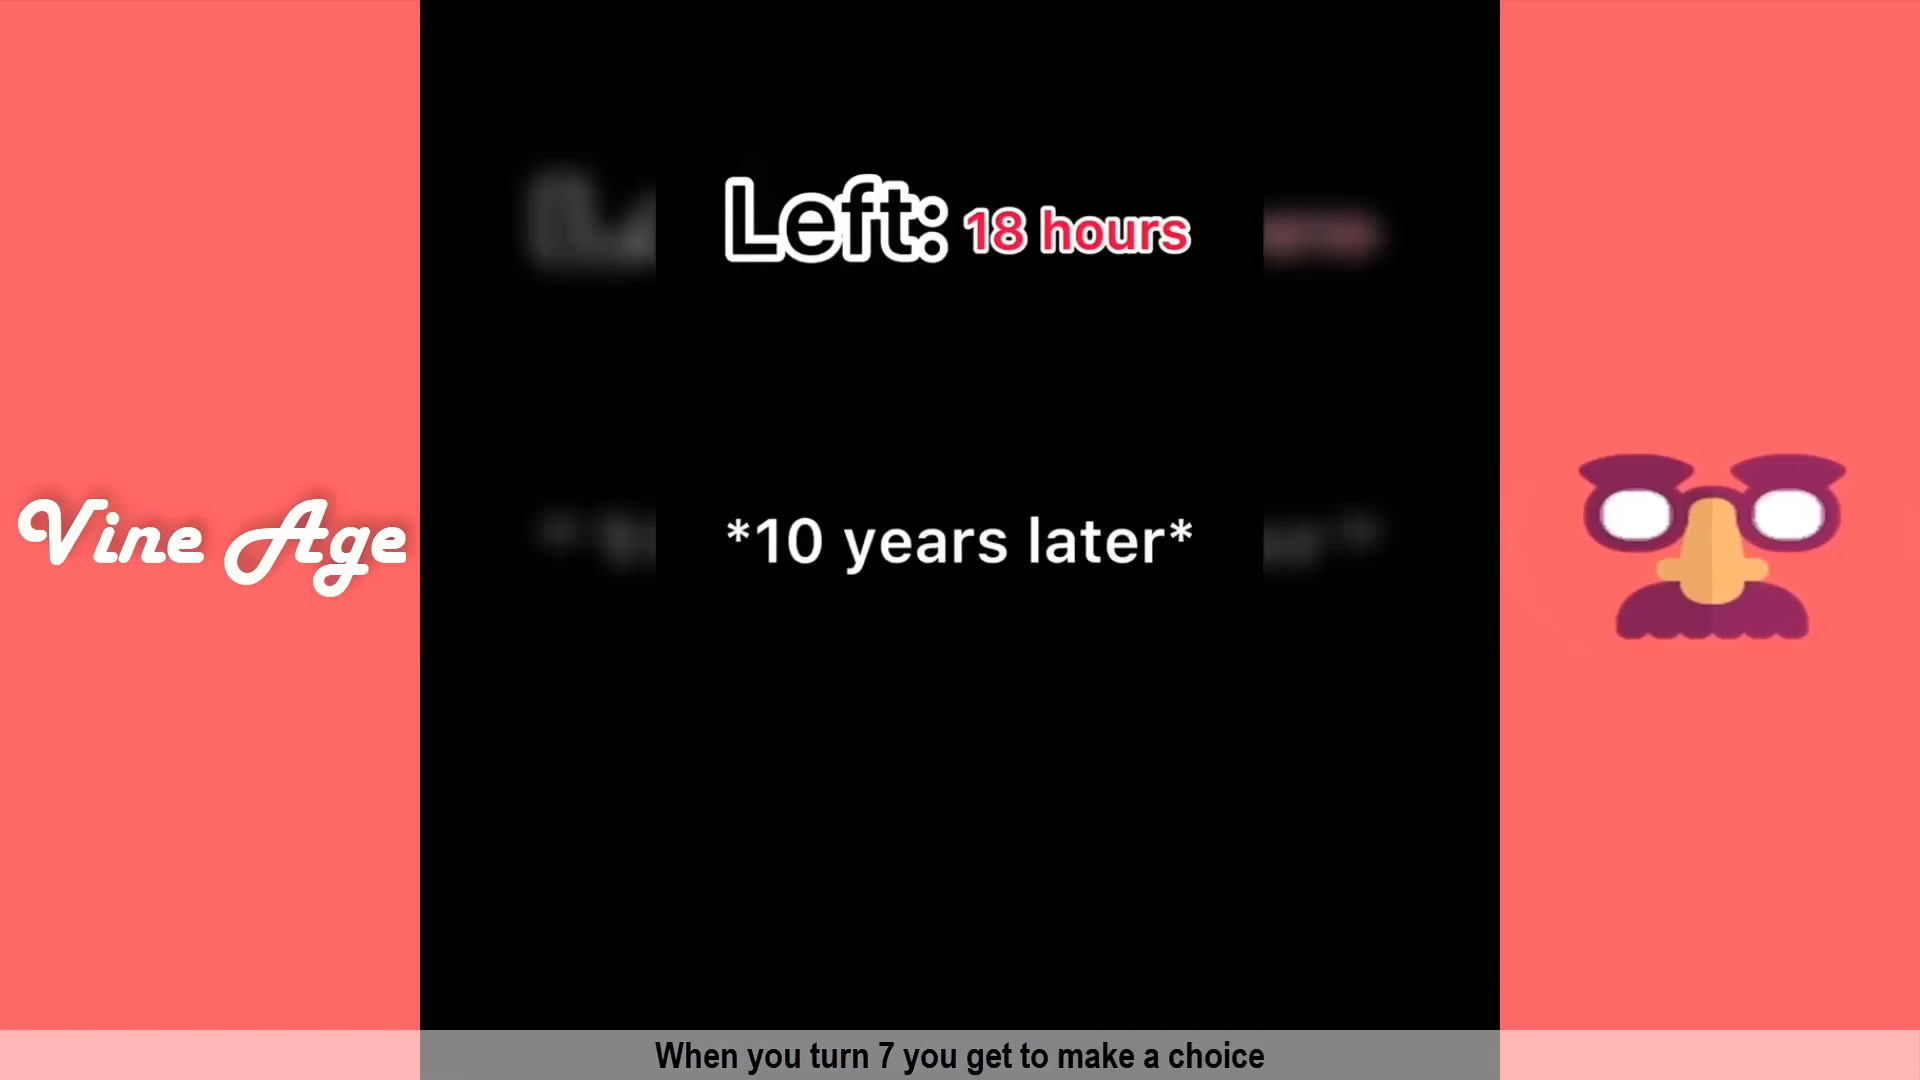 Left: 18 hours
Vine Age
*10 years later*
When you turn 7 you get to make a choice